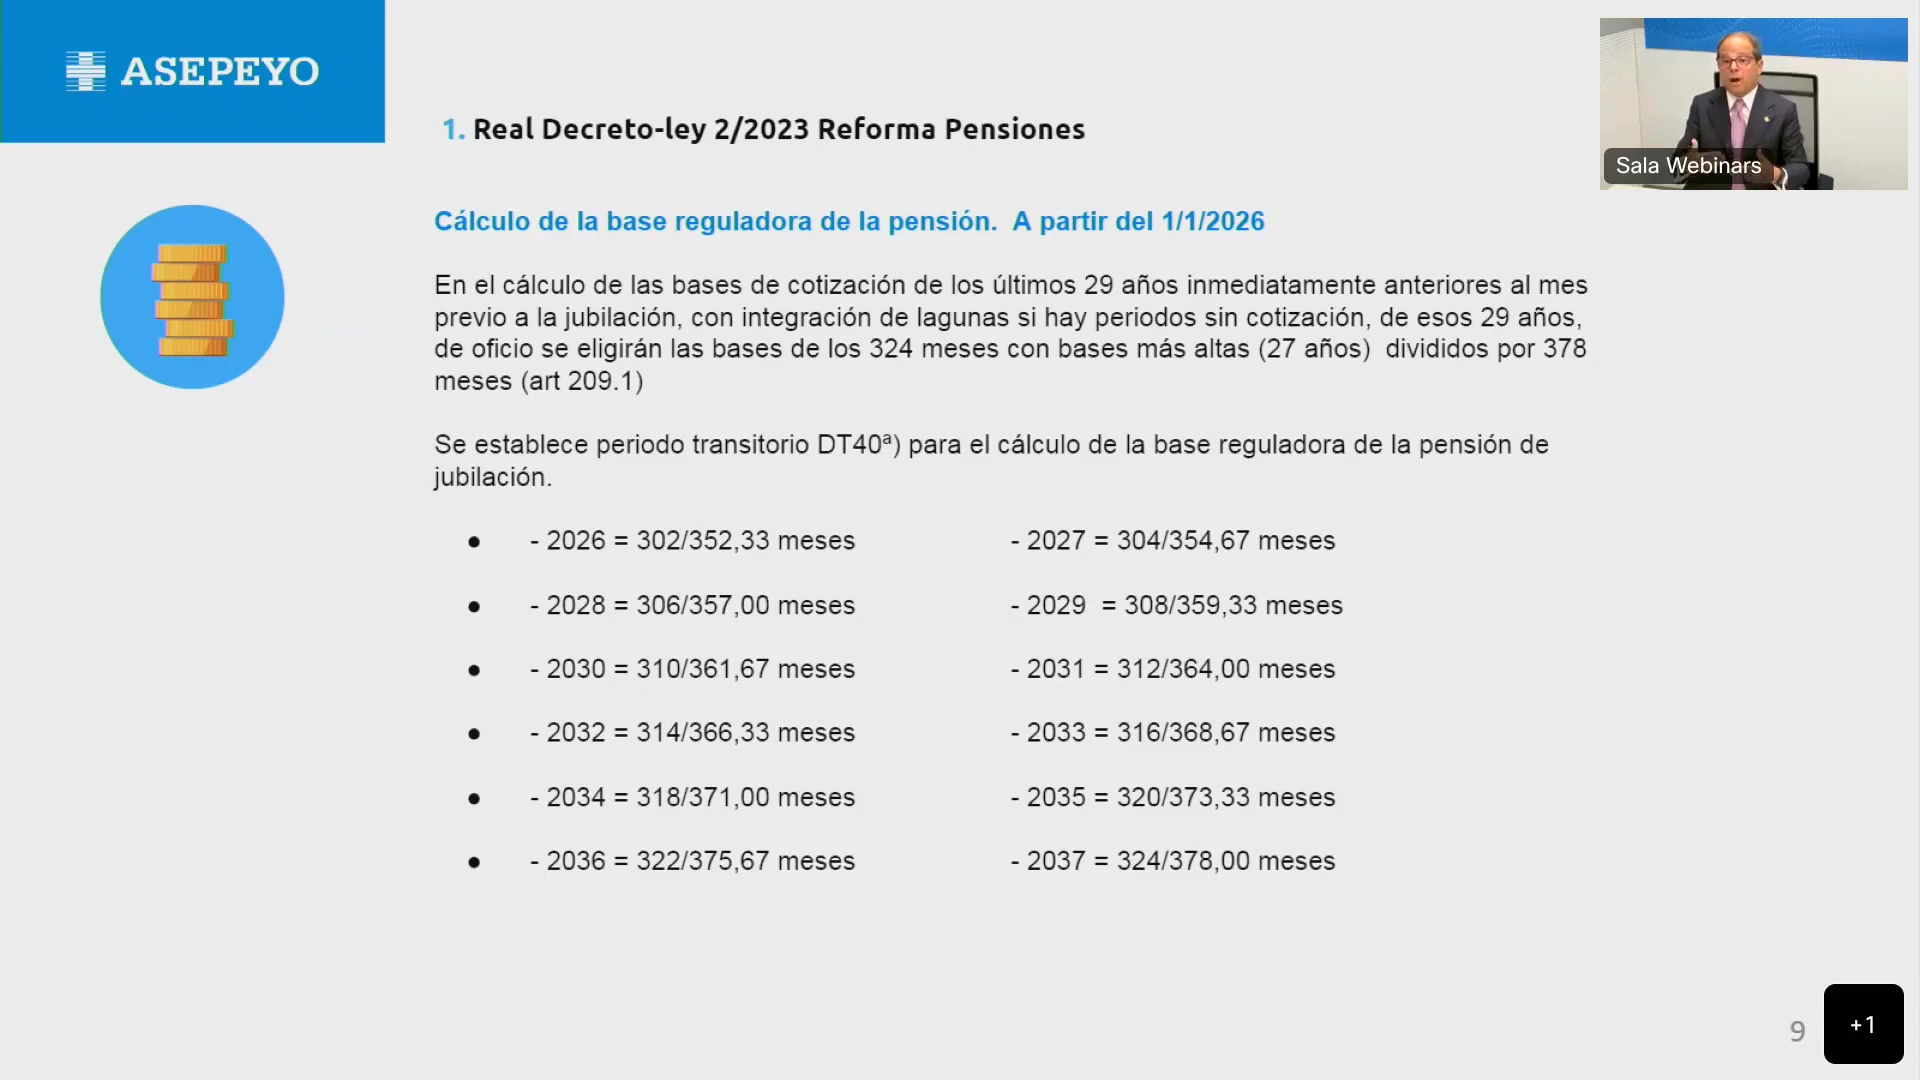 ASEPEYO
Sala Webinars
1. Real Decreto-ley 2/2023 Reforma Pensiones
Cálculo de la base reguladora de la pensión.  A partir del 1/1/2026
En el cálculo de las bases de cotización de los últimos 29 años inmediatamente anteriores al mes
previo a la jubilación, con integración de lagunas si hay periodos sin cotización, de esos 29 años,
de oficio se eligirán las bases de los 324 meses con bases más altas (27 años)  divididos por 378
meses (art 209.1)
Se establece periodo transitorio DT40ª) para el cálculo de la base reguladora de la pensión de
jubilación.
● - 2026 = 302/352,33 meses - 2027 = 304/354,67 meses
● - 2028 = 306/357,00 meses - 2029  = 308/359,33 meses
● - 2030 = 310/361,67 meses - 2031 = 312/364,00 meses
● - 2032 = 314/366,33 meses - 2033 = 316/368,67 meses
● - 2034 = 318/371,00 meses - 2035 = 320/373,33 meses
● - 2036 = 322/375,67 meses - 2037 = 324/378,00 meses
9
+1